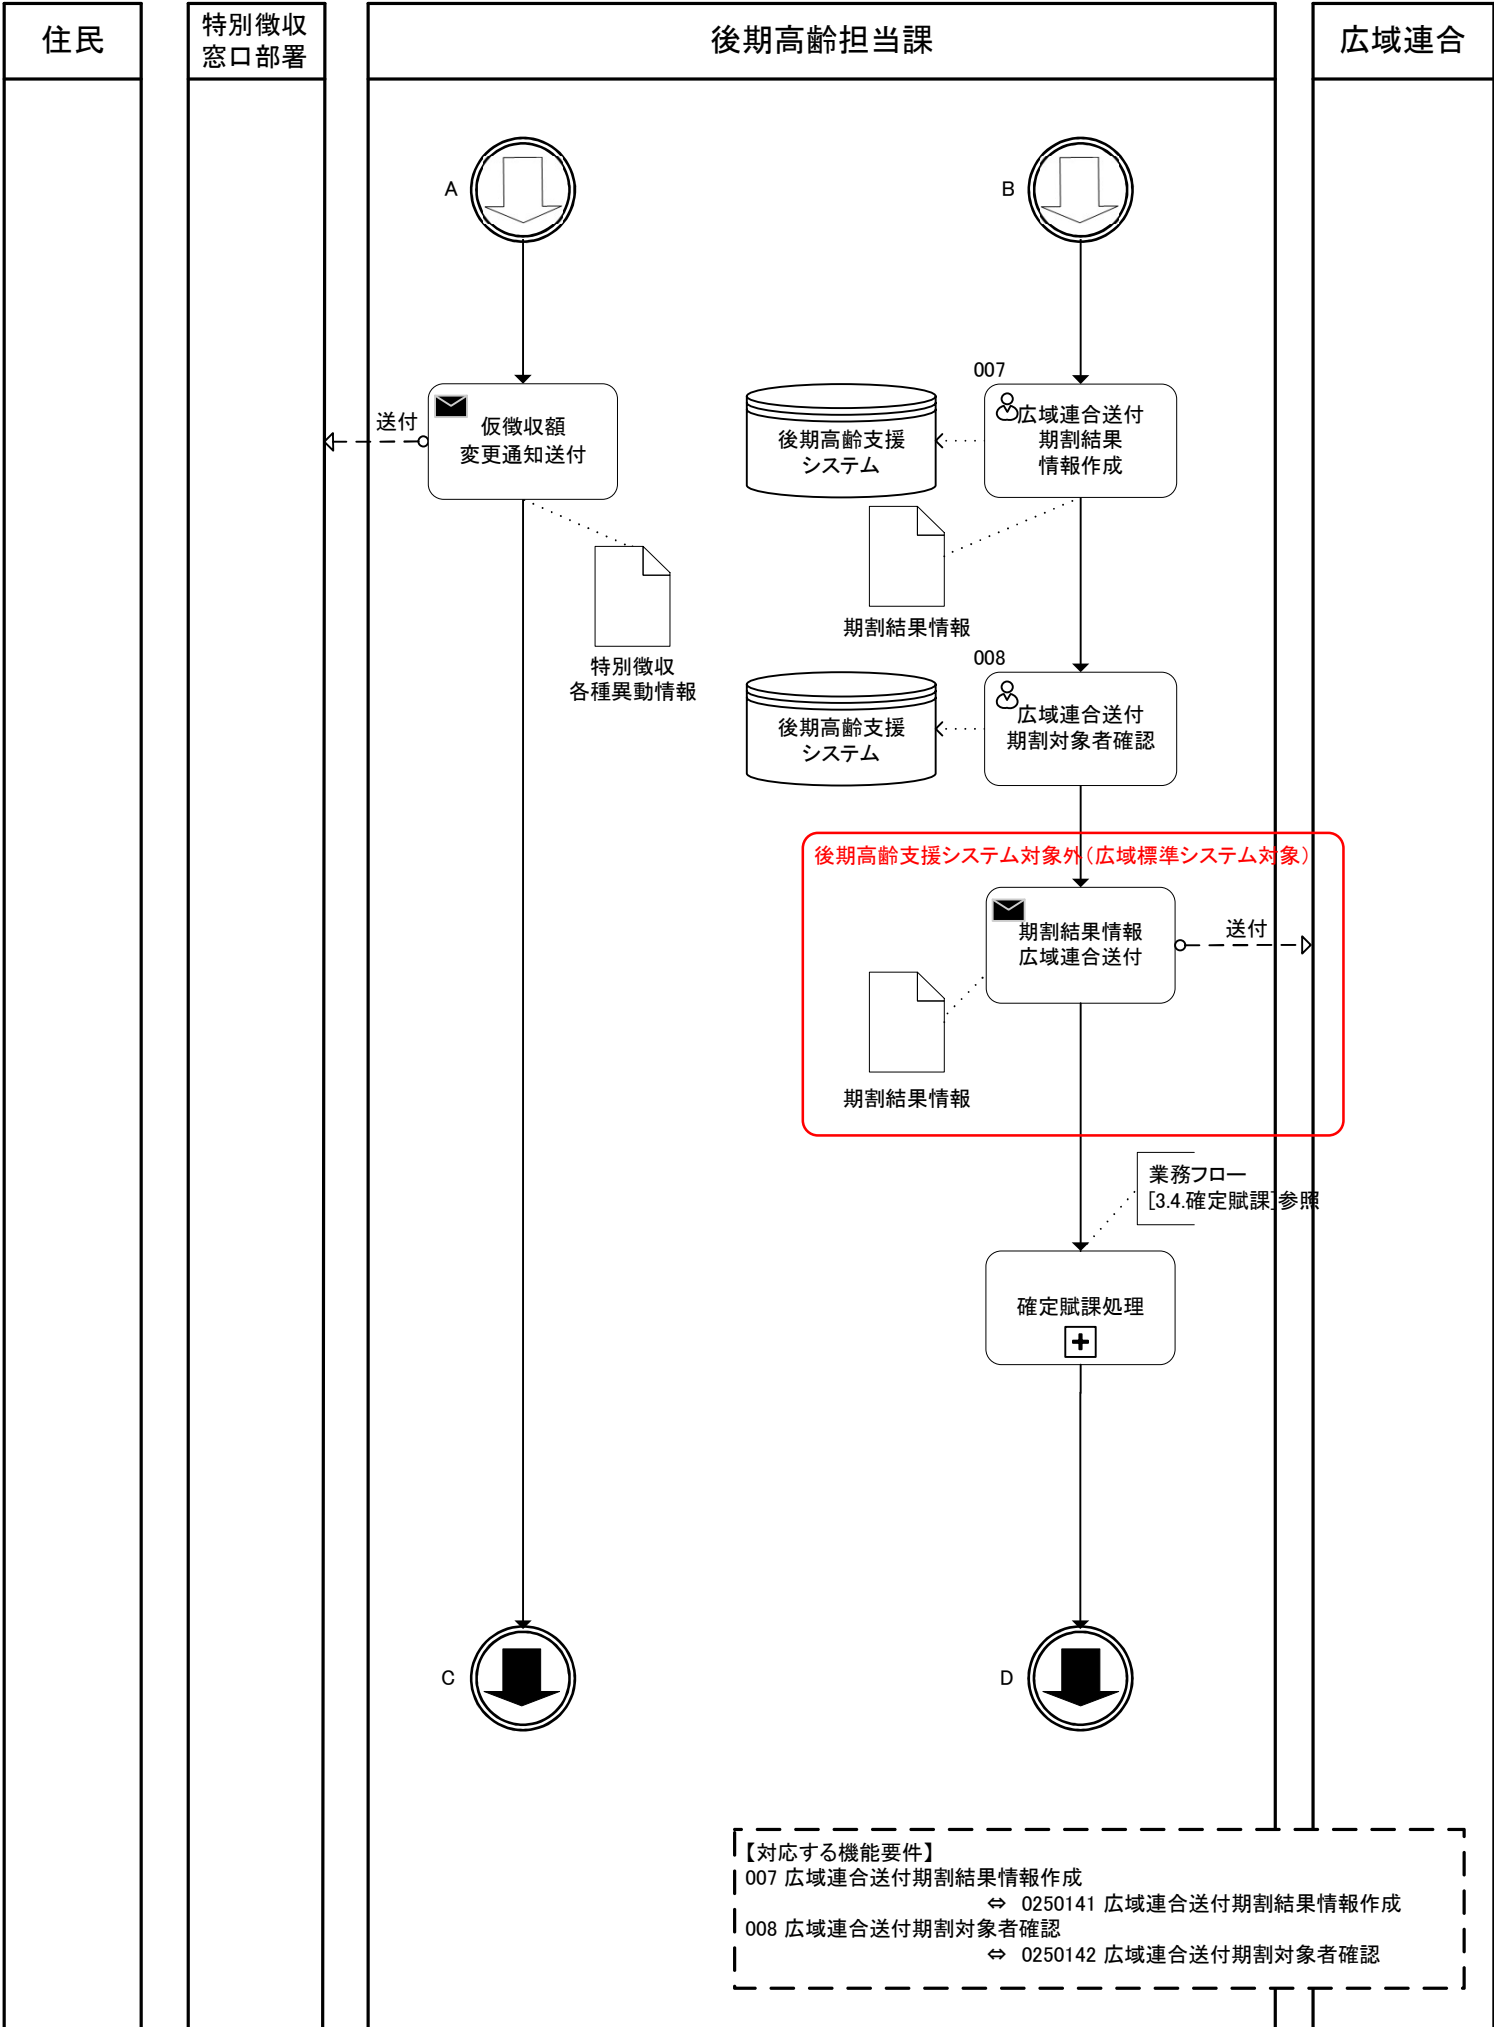 住民
特別徴収
窓口部署
後期高齢担当課
広域連合
A
B
送付
仮徴収額
変更通知送付
特別徴収
各種異動情報
007
広域連合送付
期割結果
情報作成
後期高齢支援
システム
期割結果情報
008
広域連合送付
期割対象者確認
後期高齢支援
システム
後期高齢支援システム対象外（広域標準システム対象）
期割結果情報
広域連合送付
送付
期割結果情報
業務フロー
[3.4.確定賦課]参照
確定賦課処理
C
D
【対応する機能要件】
007 広域連合送付期割結果情報作成
⇔ 0250141 広域連合送付期割結果情報作成
008 広域連合送付期割対象者確認
⇔ 0250142 広域連合送付期割対象者確認